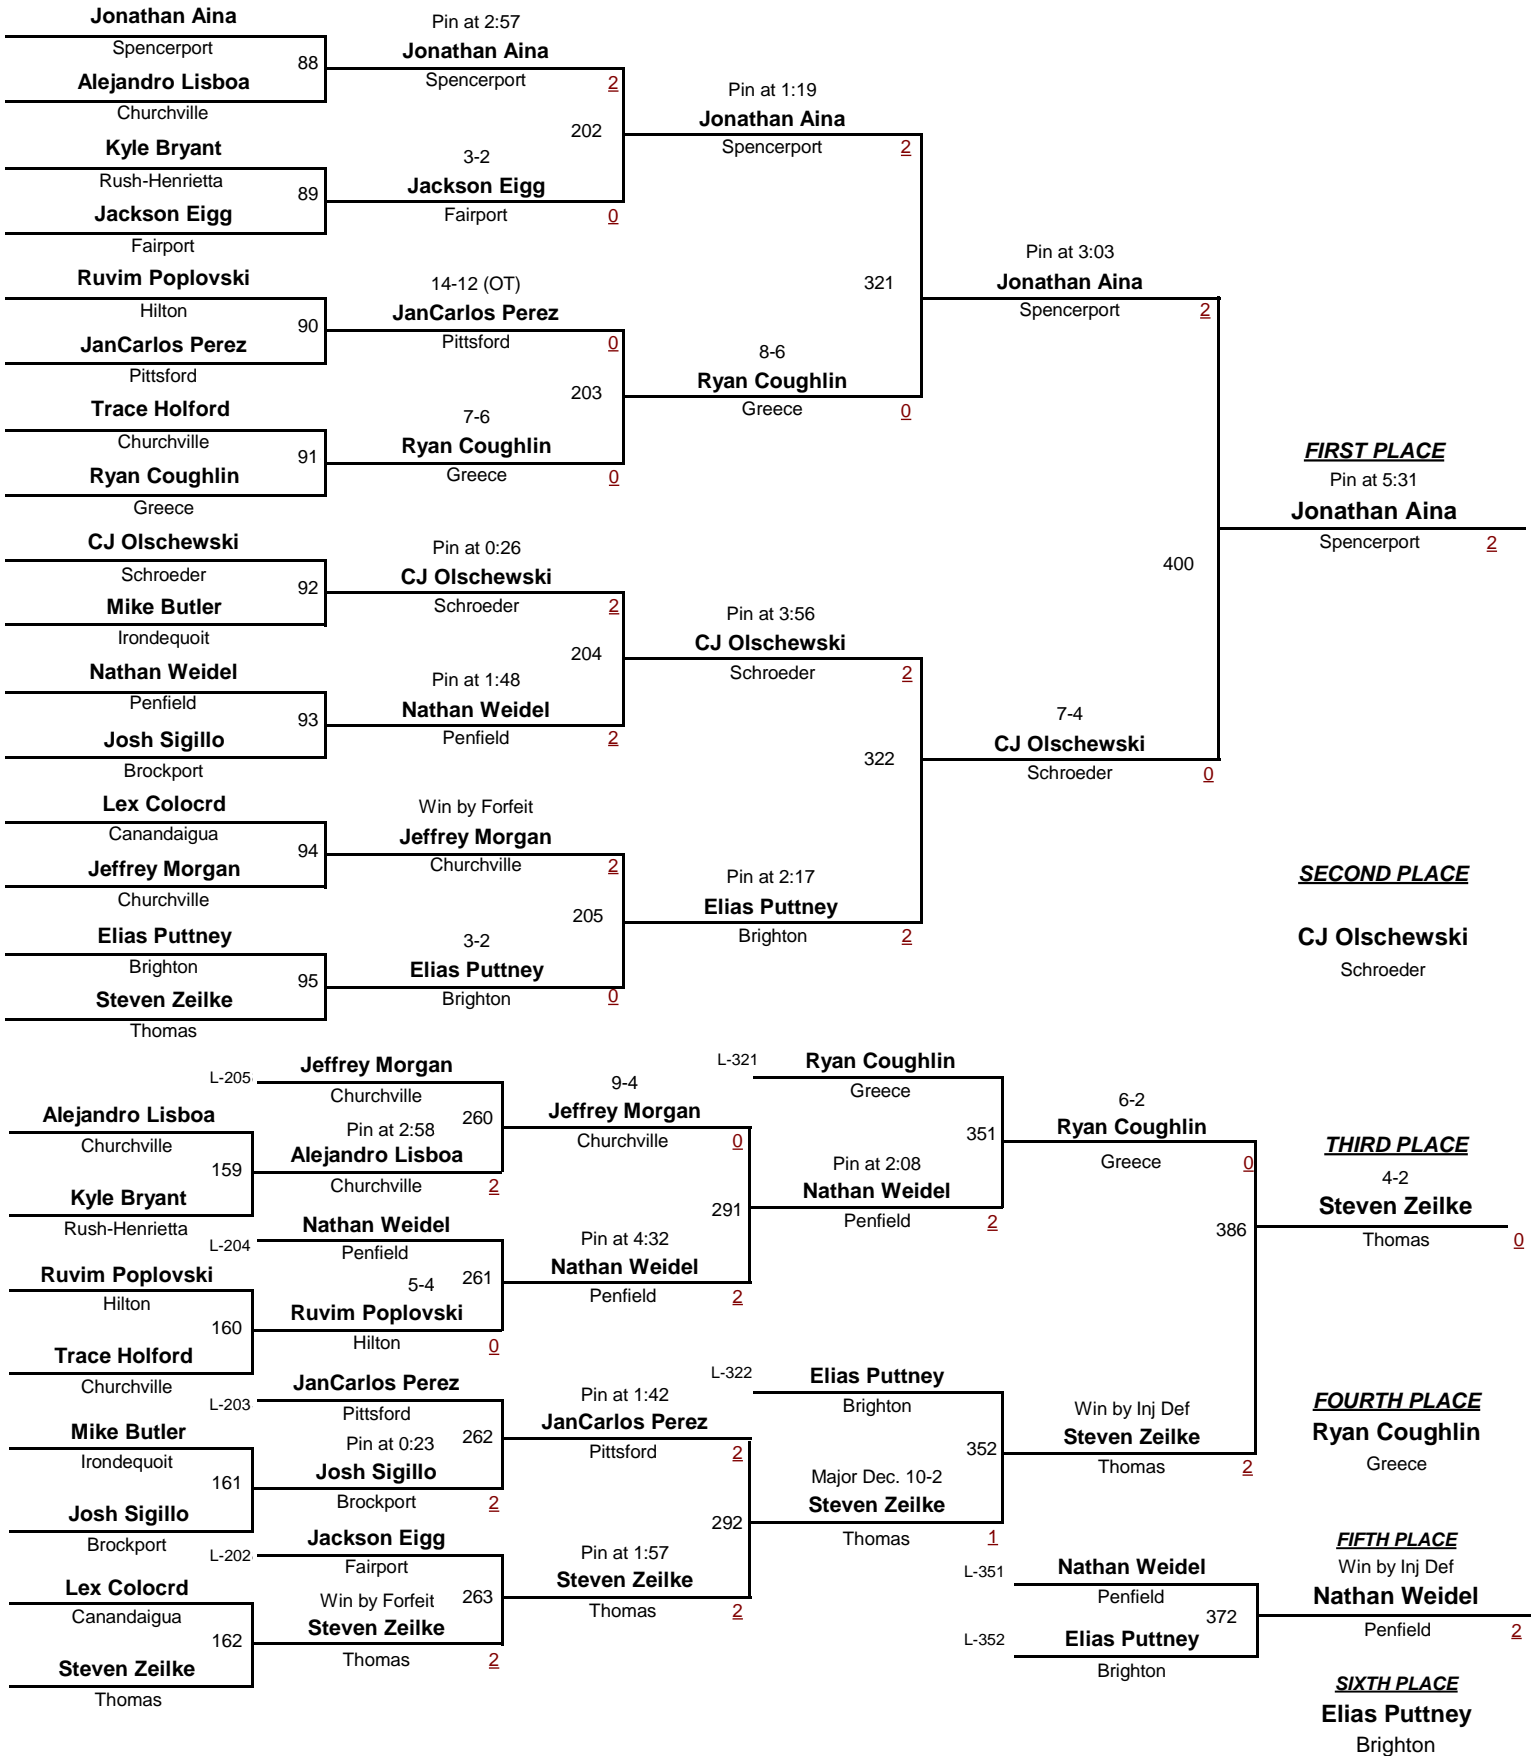 Jonathan Aina
Spencerport
88
Alejandro Lisboa
Churchville
Kyle Bryant
Rush-Henrietta
89
Jackson Eigg
Fairport
Ruvim Poplovski
Hilton
90
JanCarlos Perez
Pittsford
Trace Holford
Churchville
91
Ryan Coughlin
Greece
CJ Olschewski
Schroeder
92
Mike Butler
Irondequoit
Nathan Weidel
Penfield
93
Josh Sigillo
Brockport
Lex Colocrd
Canandaigua
94
Jeffrey Morgan
Churchville
Elias Puttney
Brighton
95
Steven Zeilke
Thomas
Pin at 2:57
Jonathan Aina
Spencerport
2
202
3-2
Jackson Eigg
Fairport
0
14-12 (OT)
JanCarlos Perez
Pittsford
0
203
7-6
Ryan Coughlin
Greece
0
Pin at 0:26
CJ Olschewski
Schroeder
2
204
Pin at 1:48
Nathan Weidel
Penfield
2
Win by Forfeit
Jeffrey Morgan
Churchville
2
205
3-2
Elias Puttney
Brighton
0
Pin at 1:19
Jonathan Aina
Spencerport
2
321
8-6
Ryan Coughlin
Greece
0
Pin at 3:56
CJ Olschewski
Schroeder
2
322
Pin at 2:17
Elias Puttney
Brighton
2
Pin at 3:03
Jonathan Aina
Spencerport
2
400
7-4
CJ Olschewski
Schroeder
0
FIRST PLACE
Pin at 5:31
Jonathan Aina
Spencerport
2
SECOND PLACE
CJ Olschewski
Schroeder
Alejandro Lisboa
Churchville
159
Kyle Bryant
Rush-Henrietta
Ruvim Poplovski
Hilton
160
Trace Holford
Churchville
Mike Butler
Irondequoit
161
Josh Sigillo
Brockport
Lex Colocrd
Canandaigua
162
Steven Zeilke
Thomas
L-205
Jeffrey Morgan
Churchville
260
Pin at 2:58
Alejandro Lisboa
Churchville
2
L-204
Nathan Weidel
Penfield
261
5-4
Ruvim Poplovski
Hilton
0
L-203
JanCarlos Perez
Pittsford
262
Pin at 0:23
Josh Sigillo
Brockport
2
L-202
Jackson Eigg
Fairport
263
Win by Forfeit
Steven Zeilke
Thomas
2
9-4
Jeffrey Morgan
Churchville
0
291
Pin at 4:32
Nathan Weidel
Penfield
2
Pin at 1:42
JanCarlos Perez
Pittsford
2
292
Pin at 1:57
Steven Zeilke
Thomas
2
L-321
Ryan Coughlin
Greece
351
Pin at 2:08
Nathan Weidel
Penfield
2
L-322
Elias Puttney
Brighton
352
Major Dec. 10-2
Steven Zeilke
Thomas
1
6-2
Ryan Coughlin
Greece
0
386
Win by Inj Def
Steven Zeilke
Thomas
2
L-351
Nathan Weidel
Penfield
372
L-352
Elias Puttney
Brighton
THIRD PLACE
4-2
Steven Zeilke
Thomas
0
FOURTH PLACE
Ryan Coughlin
Greece
FIFTH PLACE
Win by Inj Def
Nathan Weidel
Penfield
2
SIXTH PLACE
Elias Puttney
Brighton